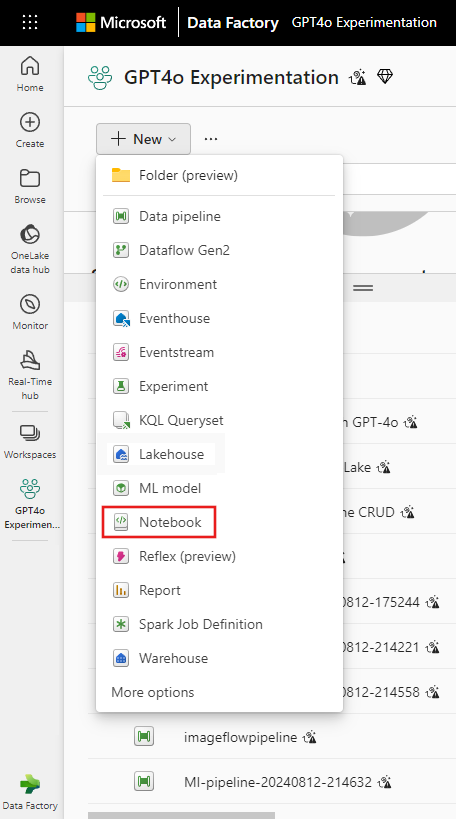 Microsoft Data Factory GPT4o Experimentation
Home
Create
Browse
OneLake
data hub
Monitor
Real-Time
hub
Workspaces
GPT4o
Experimen...
Data Factory
GPT4o Experimentation
New
Folder (preview)
Data pipeline
Dataflow Gen2
Environment
Eventhouse
Eventstream
Experiment
KQL Queryset
Lakehouse
ML model
Notebook
Reflex (preview)
Report
Spark Job Definition
Warehouse
More options
GPT-4o
Lake
CRUD
0812-175244
0812-214221
0812-214558
imageflowpipeline
MI-pipeline-20240812-214632